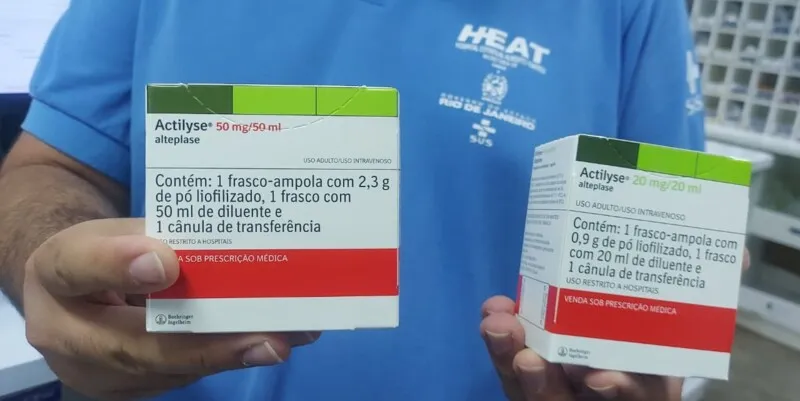 HEAT
RIO DE JANEIRO
SUS
Actilyse® 50 mg/50 ml
alteplase
USO ADULTO/USO INTRAVENOSO
Contém: 1 frasco-ampola com 2,3 g
de pó liofilizado, 1 frasco com
50 ml de diluente e
1 cânula de transferência
RESTRITO A HOSPITAIS
SOB PRESCRIÇÃO MÉDICA
Boehringer
Ingelheim
Actilyse® 20 mg/20 ml
alteplase
USO ADULTO/USO INTRAVENOSO
Contém: 1 frasco-ampola com
0,9 g de pó liofilizado, 1 frasco
com 20 ml de diluente e
1 cânula de transferência
USO RESTRITO A HOSPITAIS
VENDA SOB PRESCRIÇÃO MÉDICA
Boehringer
Ingelheim